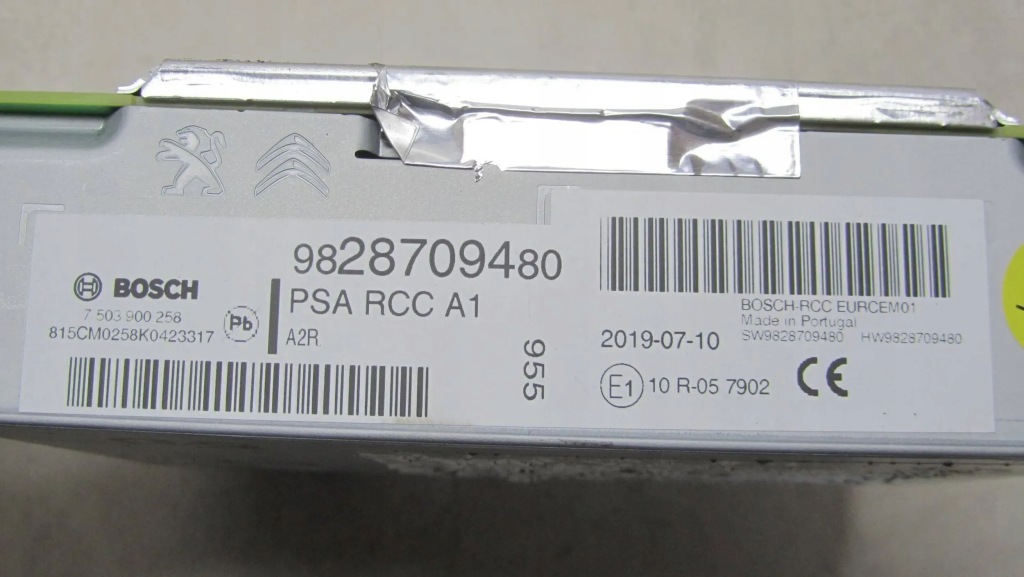 9828709480
BOSCH
7 503 900 258
815CM0258K0423317
Pb
PSA RCC A1
A2R
955
BOSCH-RCC EURCEM01
Made in Portugal
2019-07-10
SW9828709480 HW9828709480
E1 10 R-05 7902 CE